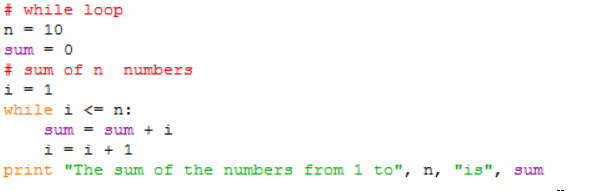 # while loop
n = 10
sum = 0
# sum of n  numbers
i = 1
while i <= n:
    sum = sum + i
    i = i + 1
print "The sum of the numbers from 1 to", n, "is", sum